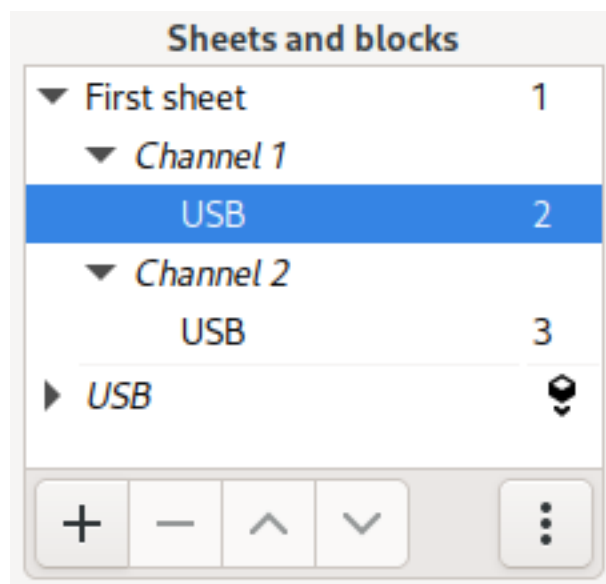 Sheets and blocks
First sheet 1
Channel 1
USB 2
Channel 2
USB 3
USB